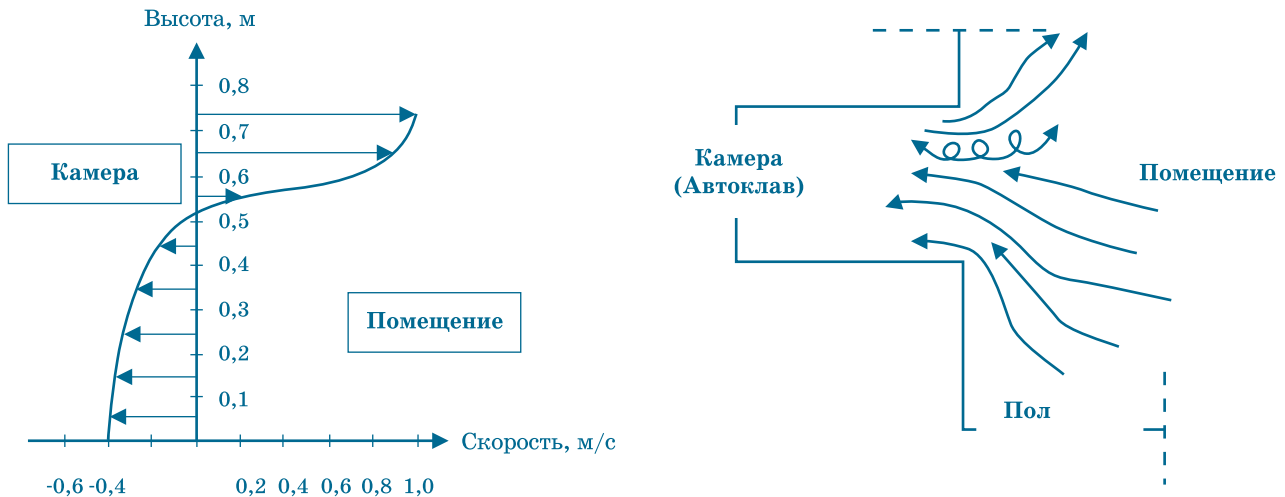 Высота, м
0,8
0,7
0,6
0,5
0,4
0,3
0,2
0,1
Камера
Помещение
Скорость, м/с
-0,6 -0,4 0,2 0,4 0,6 0,8 1,0
Камера
(Автоклав)
Помещение
Пол